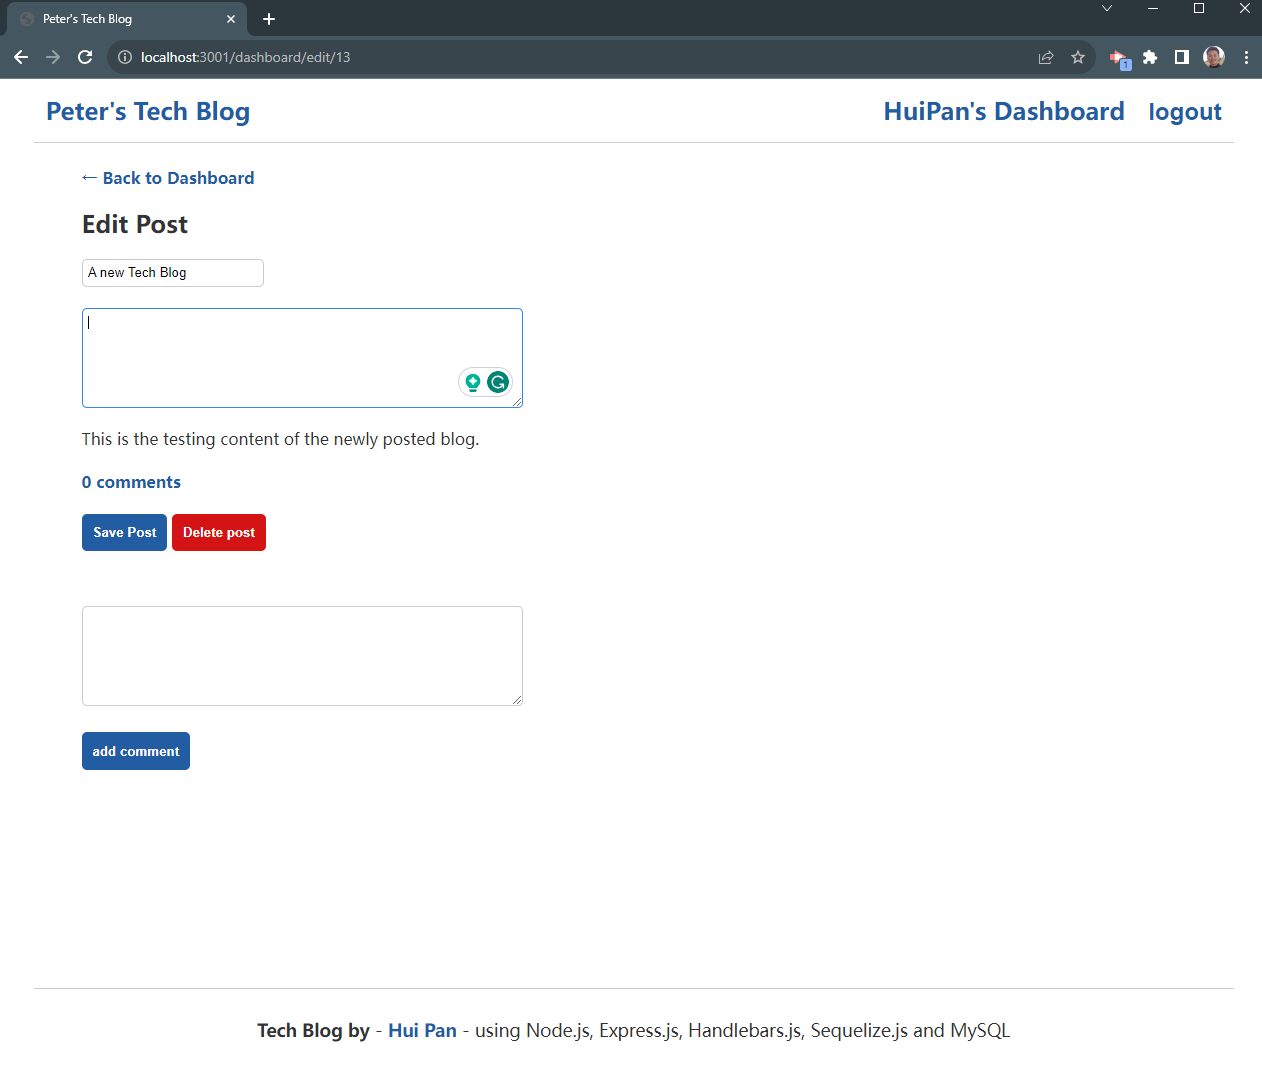 Peter's Tech Blog
localhost:3001/dashboard/edit/13
1
Peter's Tech Blog
HuiPan's Dashboard logout
← Back to Dashboard
Edit Post
A new Tech Blog
This is the testing content of the newly posted blog.
0 comments
Save Post Delete post
add comment
Tech Blog by - Hui Pan - using Node.js, Express.js, Handlebars.js, Sequelize.js and MySQL